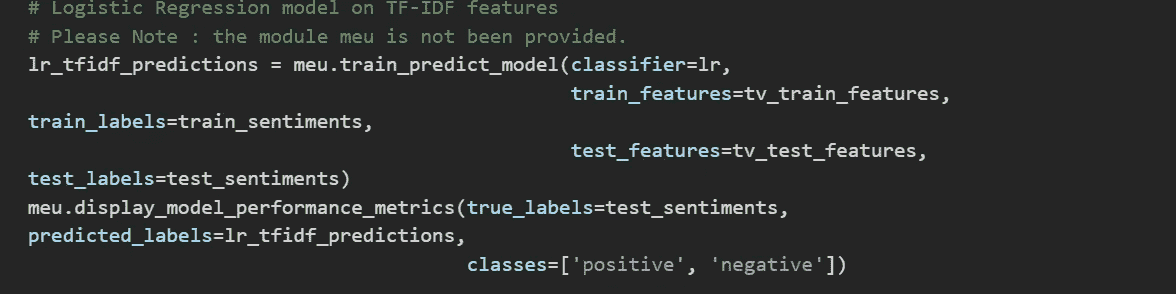 # Logistic Regression model on TF-IDF features
# Please Note : the module meu is not been provided.
lr_tfidf_predictions = meu.train_predict_model(classifier=lr,
train_features=tv_train_features,
train_labels=train_sentiments,
test_features=tv_test_features,
test_labels=test_sentiments)
meu.display_model_performance_metrics(true_labels=test_sentiments,
predicted_labels=lr_tfidf_predictions,
classes=['positive', 'negative'])